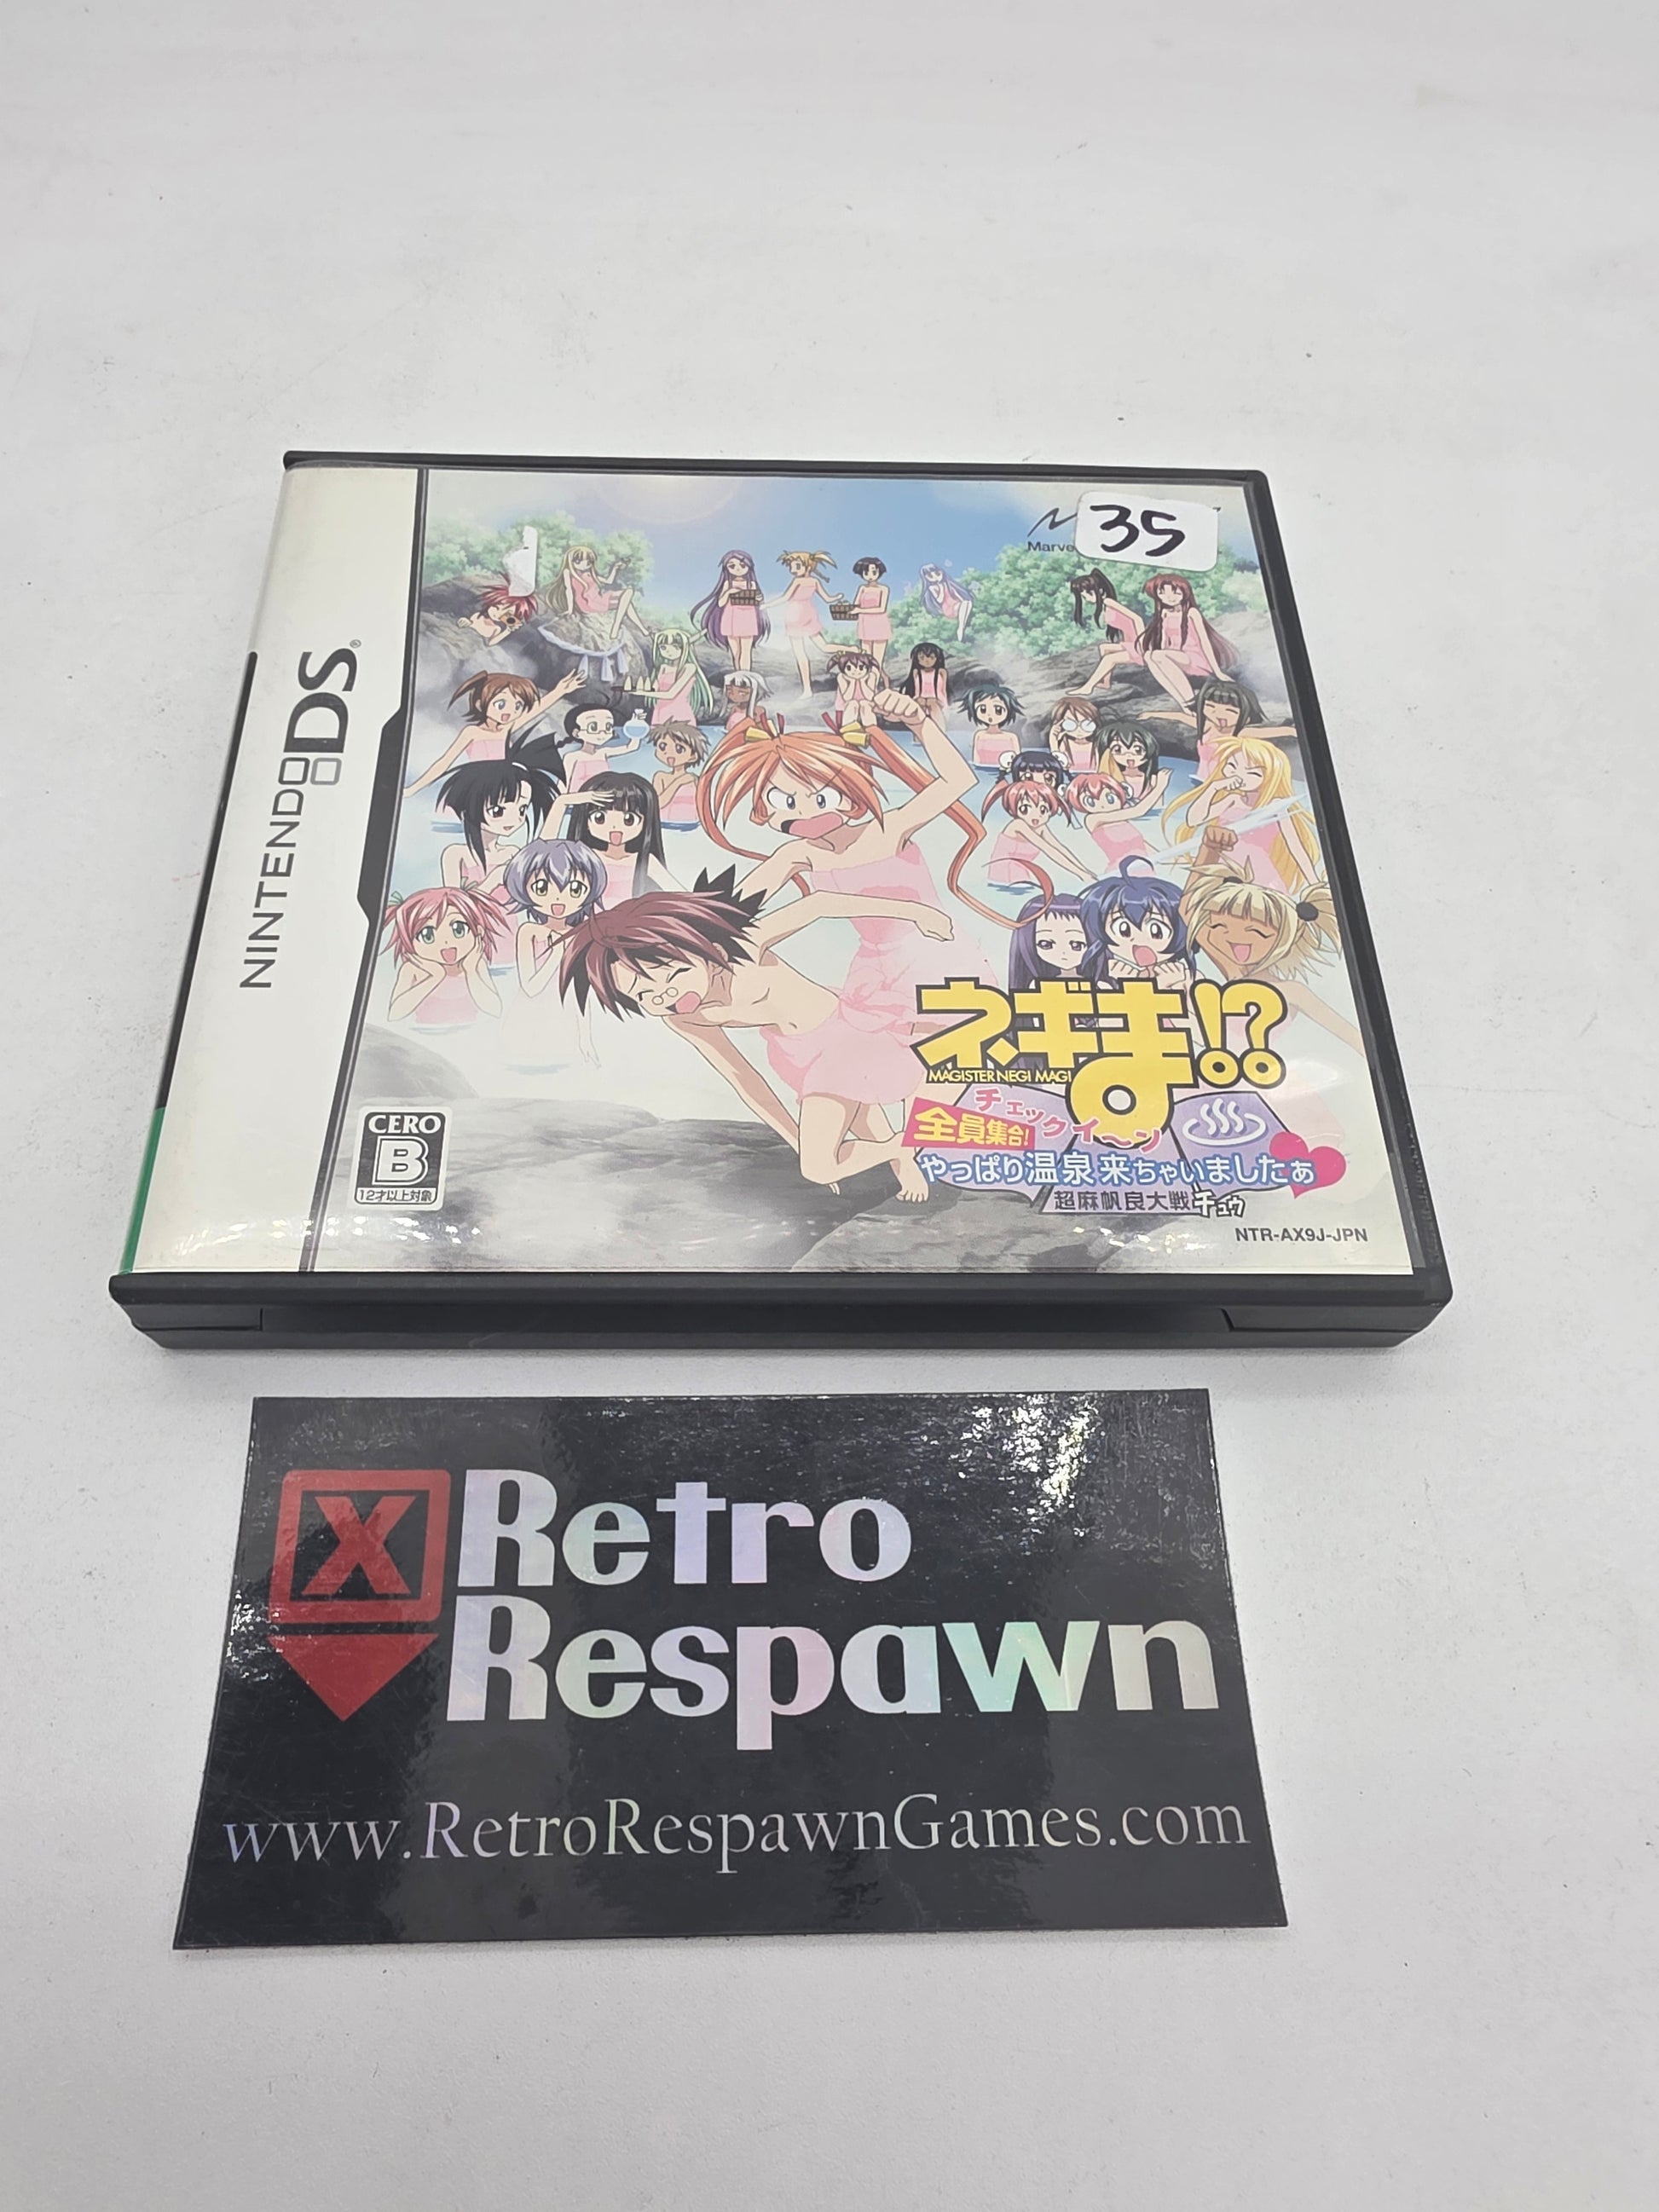 NINTENDO DS®
Marve
35
ネギま!?
MAGISTER NEGI MAGI
チェックイ〜ン
全員集合!
やっぱり温泉来ちゃいましたぁ
超麻帆良大戦チュウ
CERO
B
12才以上対象
NTR-AX9J-JPN
X
Retro
Respawn
www.RetroRespawnGames.com